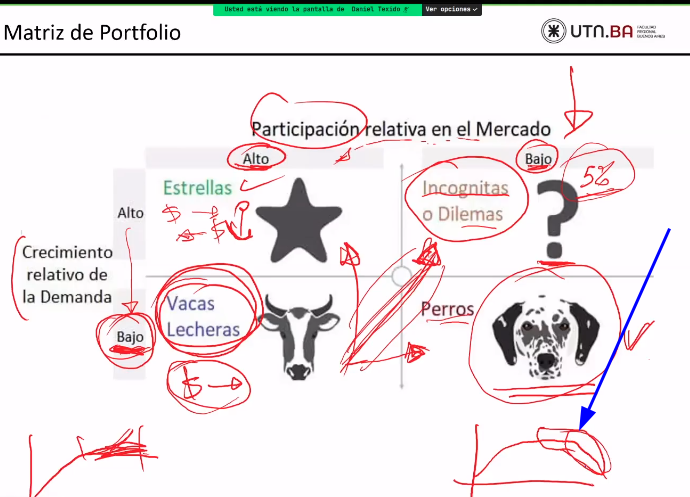 Usted está viendo la pantalla de Daniel Texido
Ver opciones
Matriz de Portfolio
UTN.BA
FACULTAD
REGIONAL
BUENOS AIRES
Participación relativa en el Mercado
Alto
Bajo
5%
Estrellas
Incognitas
o Dilemas
?
Alto
$
$
Crecimiento
relativo de
la Demanda
Vacas
Lecheras
Perros
Bajo
$